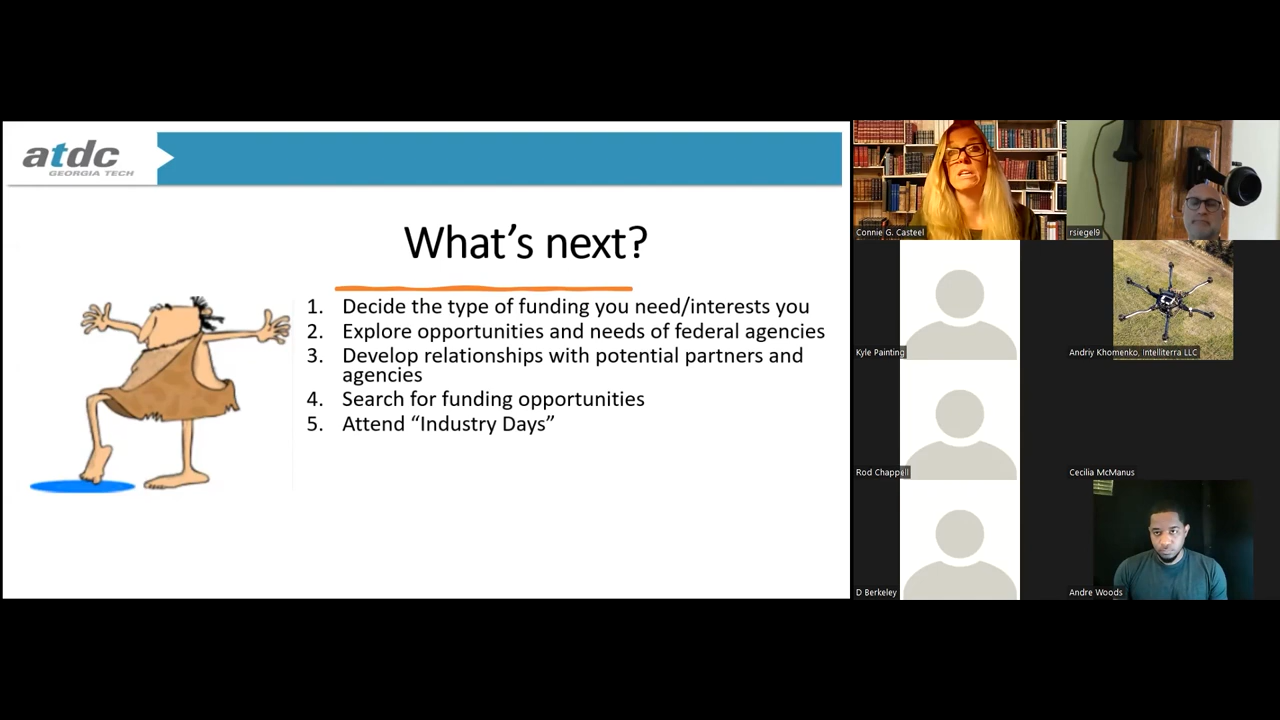 atdc
GEORGIA TECH
What's next?
1. Decide the type of funding you need/interests you
2. Explore opportunities and needs of federal agencies
3. Develop relationships with potential partners and
agencies
4. Search for funding opportunities
5. Attend “Industry Days”
Connie G. Casteel
rsiegel9
Kyle Painting
Andriy Khomenko, Intelliterra LLC
Rod Chappell
Cecilia McManus
D Berkeley
Andre Woods